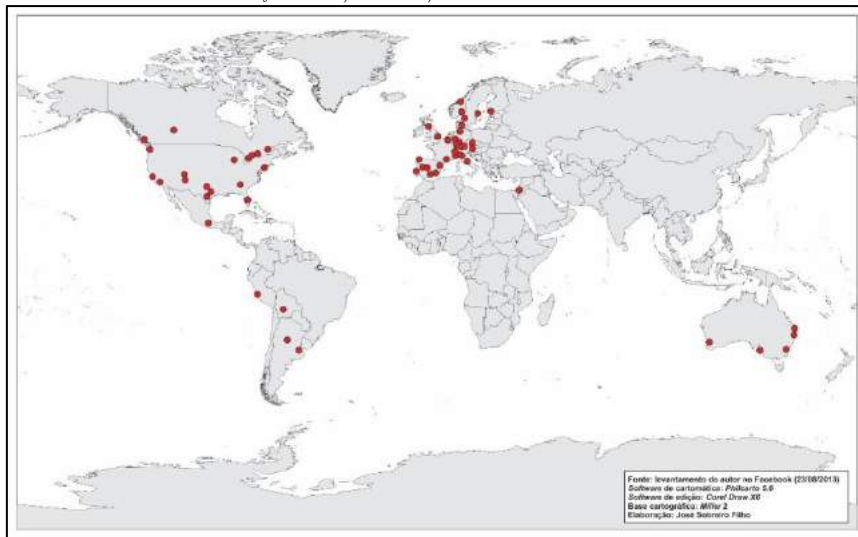 Fonte: levantamento do autor no Facebook (23/08/2013)
Software de cartomática: Philcarto 5.6
Software de edição: Corel Draw X6
Base cartográfica: Miller 2
Elaboração: José Sobreiro Filho